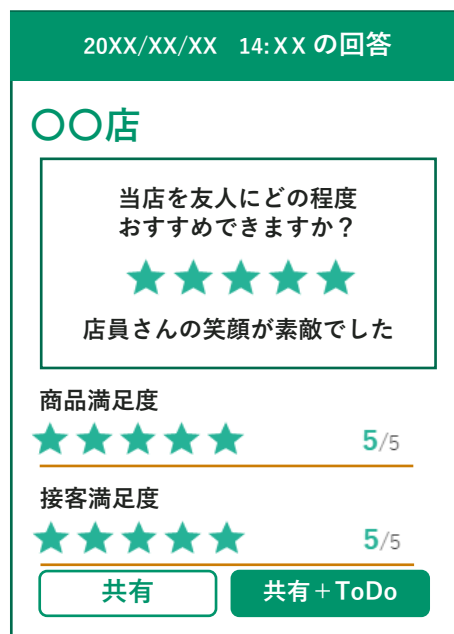 20XX/XX/XX 14:XX の回答
〇〇店
当店を友人にどの程度
おすすめできますか？
★★★★★
店員さんの笑顔が素敵でした
商品満足度
★★★★★ 5/5
接客満足度
★★★★★ 5/5
共有 共有＋ToDo